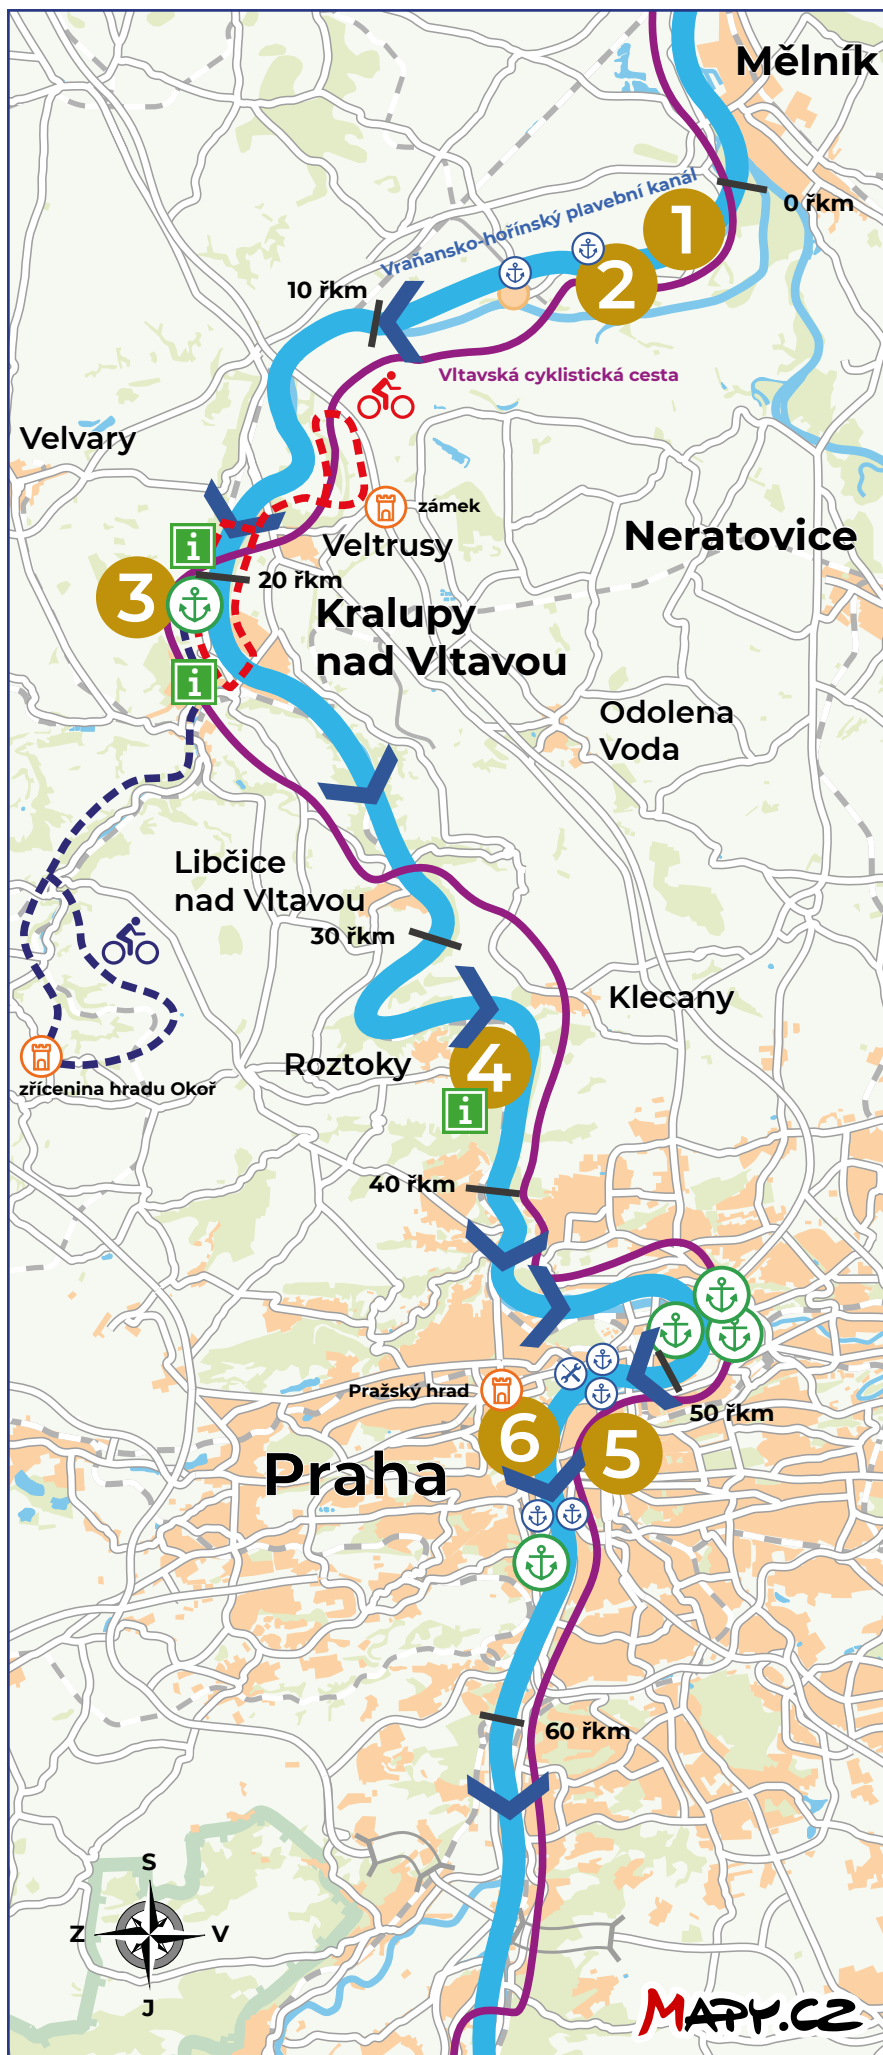 Mělník
0 řkm
Vraňansko-hořínský plavební kanál
1
2
10 řkm
Vltavská cyklistická cesta
Velvary
zámek
Veltrusy
Neratovice
i
20 řkm
3
Kralupy
nad Vltavou
i
Odolena
Voda
Libčice
nad Vltavou
30 řkm
Klecany
Roztoky
4
zřícenina hradu Okoř
i
40 řkm
Pražský hrad
50 řkm
6
5
Praha
60 řkm
S
Z
V
J
MAPY.CZ